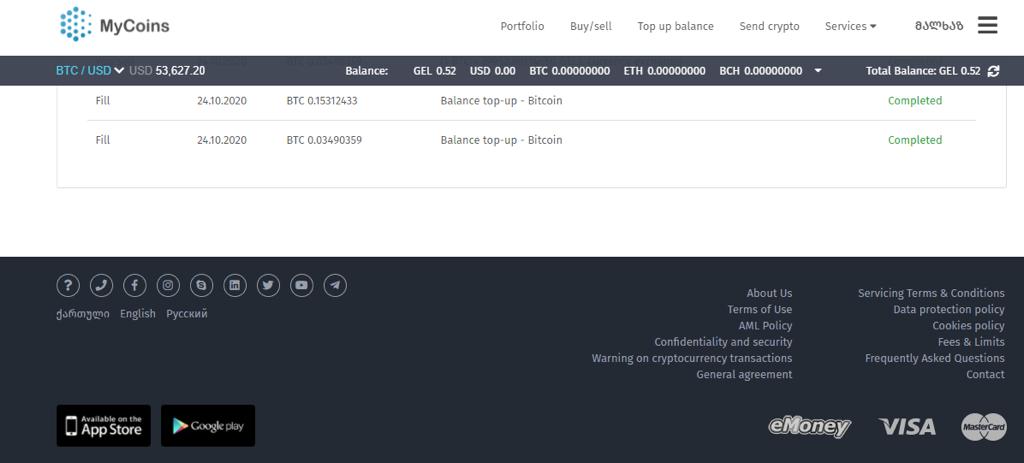 MyCoins
Portfolio Buy/sell Top up balance Send crypto Services მალხაზ
BTC / USD USD 53,627.20 Balance: GEL 0.52 USD 0.00 BTC 0.00000000 ETH 0.00000000 BCH 0.00000000 Total Balance: GEL 0.52
Fill 24.10.2020 BTC 0.15312433 Balance top-up - Bitcoin Completed
Fill 24.10.2020 BTC 0.03490359 Balance top-up - Bitcoin Completed
ქართული English Русский
About Us
Terms of Use
AML Policy
Confidentiality and security
Warning on cryptocurrency transactions
General agreement
Servicing Terms & Conditions
Data protection policy
Cookies policy
Fees & Limits
Frequently Asked Questions
Contact
Available on the
App Store
Google play
eMoney VISA MasterCard